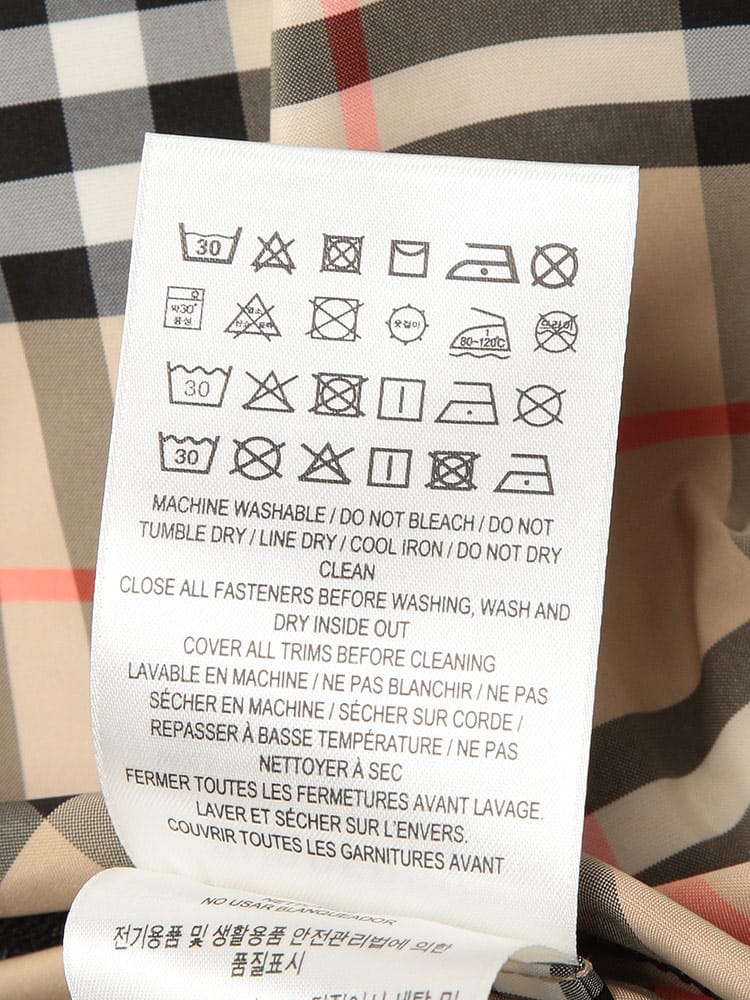 30
약30°
중성
염소
산소 표백
옷걸이
1
80~120℃
드라이
30
30
MACHINE WASHABLE / DO NOT BLEACH / DO NOT
TUMBLE DRY / LINE DRY / COOL IRON / DO NOT DRY
CLEAN
CLOSE ALL FASTENERS BEFORE WASHING, WASH AND
DRY INSIDE OUT
COVER ALL TRIMS BEFORE CLEANING
LAVABLE EN MACHINE / NE PAS BLANCHIR / NE PAS
SÉCHER EN MACHINE / SÉCHER SUR CORDE /
REPASSER À BASSE TEMPÉRATURE / NE PAS
NETTOYER À SEC
FERMER TOUTES LES FERMETURES AVANT LAVAGE.
LAVER ET SÉCHER SUR L'ENVERS.
COUVRIR TOUTES LES GARNITURES AVANT
NO USAR BLANQUEADOR
전기용품 및 생활용품 안전관리법에 의한
품질표시